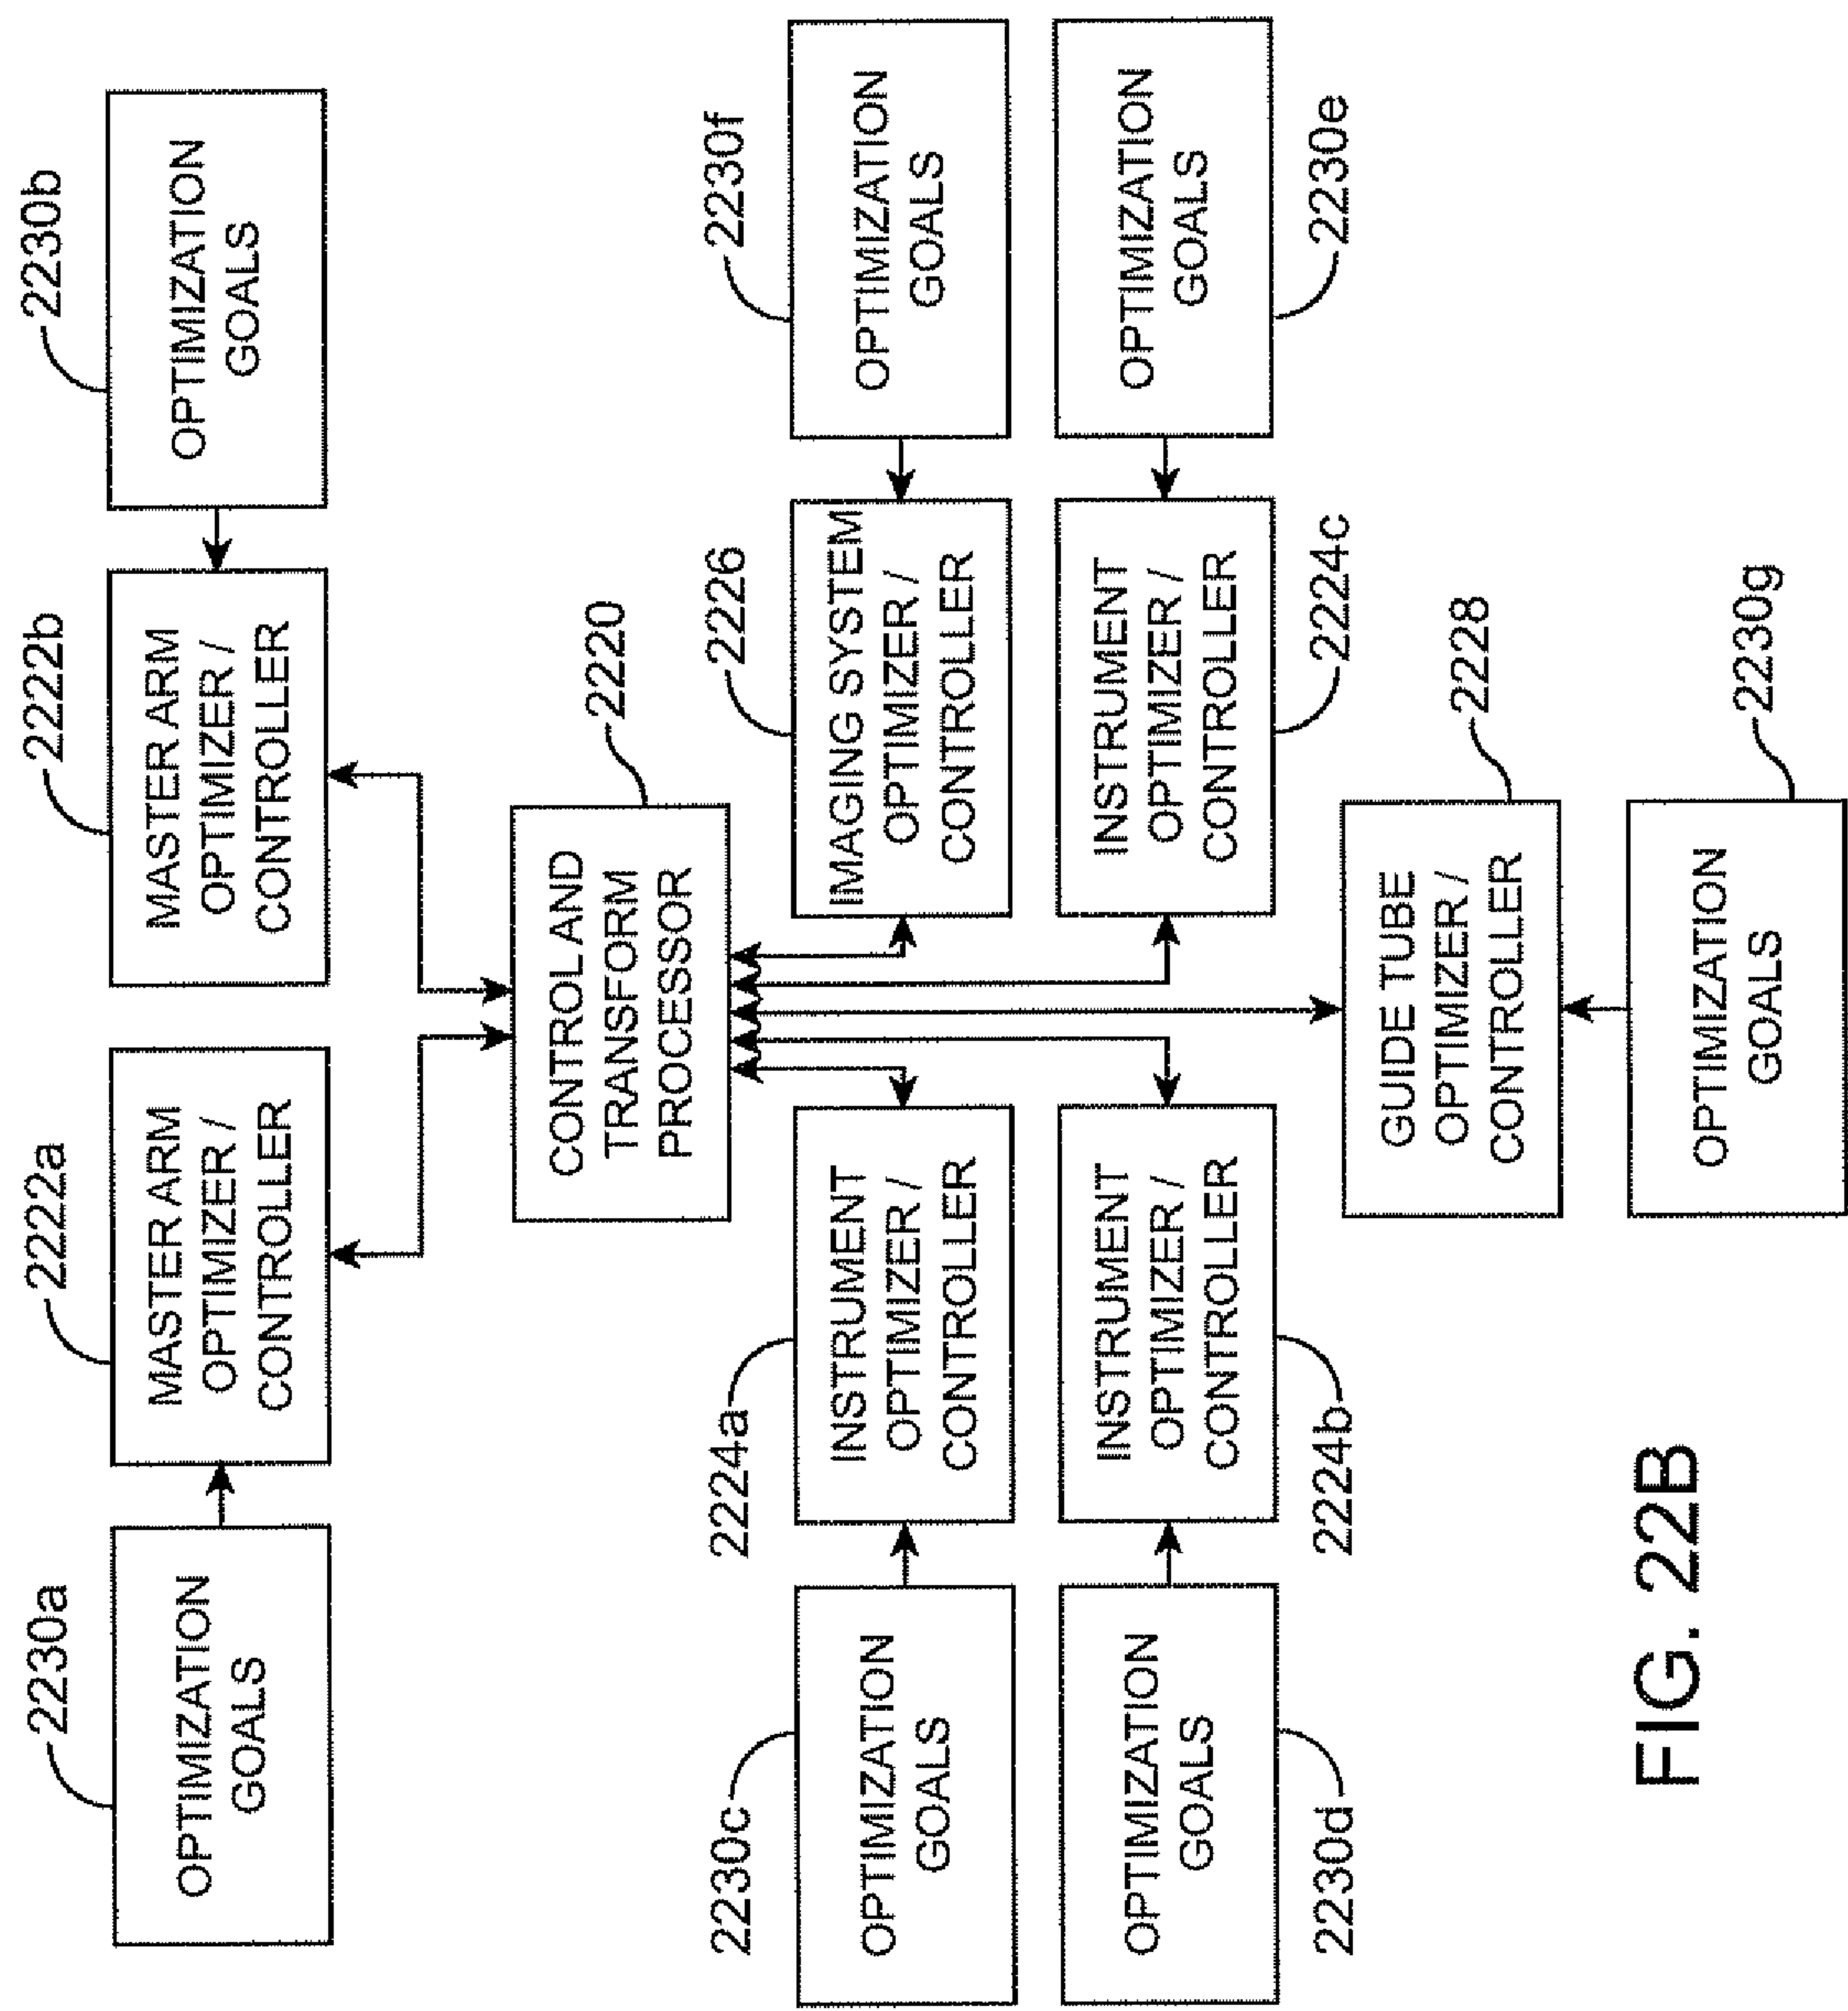 2230a
OPTIMIZATION
GOALS
2222a
MASTER ARM
OPTIMIZER /
CONTROLLER
2222b
MASTER ARM
OPTIMIZER /
CONTROLLER
2230b
OPTIMIZATION
GOALS
2220
CONTROL AND
TRANSFORM
PROCESSOR
2230c
OPTIMIZATION
GOALS
2224a
INSTRUMENT
OPTIMIZER /
CONTROLLER
2226
IMAGING SYSTEM
OPTIMIZER /
CONTROLLER
2230f
OPTIMIZATION
GOALS
OPTIMIZATION
GOALS
2230d
INSTRUMENT
OPTIMIZER /
CONTROLLER
2224b
INSTRUMENT
OPTIMIZER /
CONTROLLER
2224c
OPTIMIZATION
GOALS
2230e
GUIDE TUBE
OPTIMIZER /
CONTROLLER
2228
OPTIMIZATION
GOALS
2230g
FIG. 22B